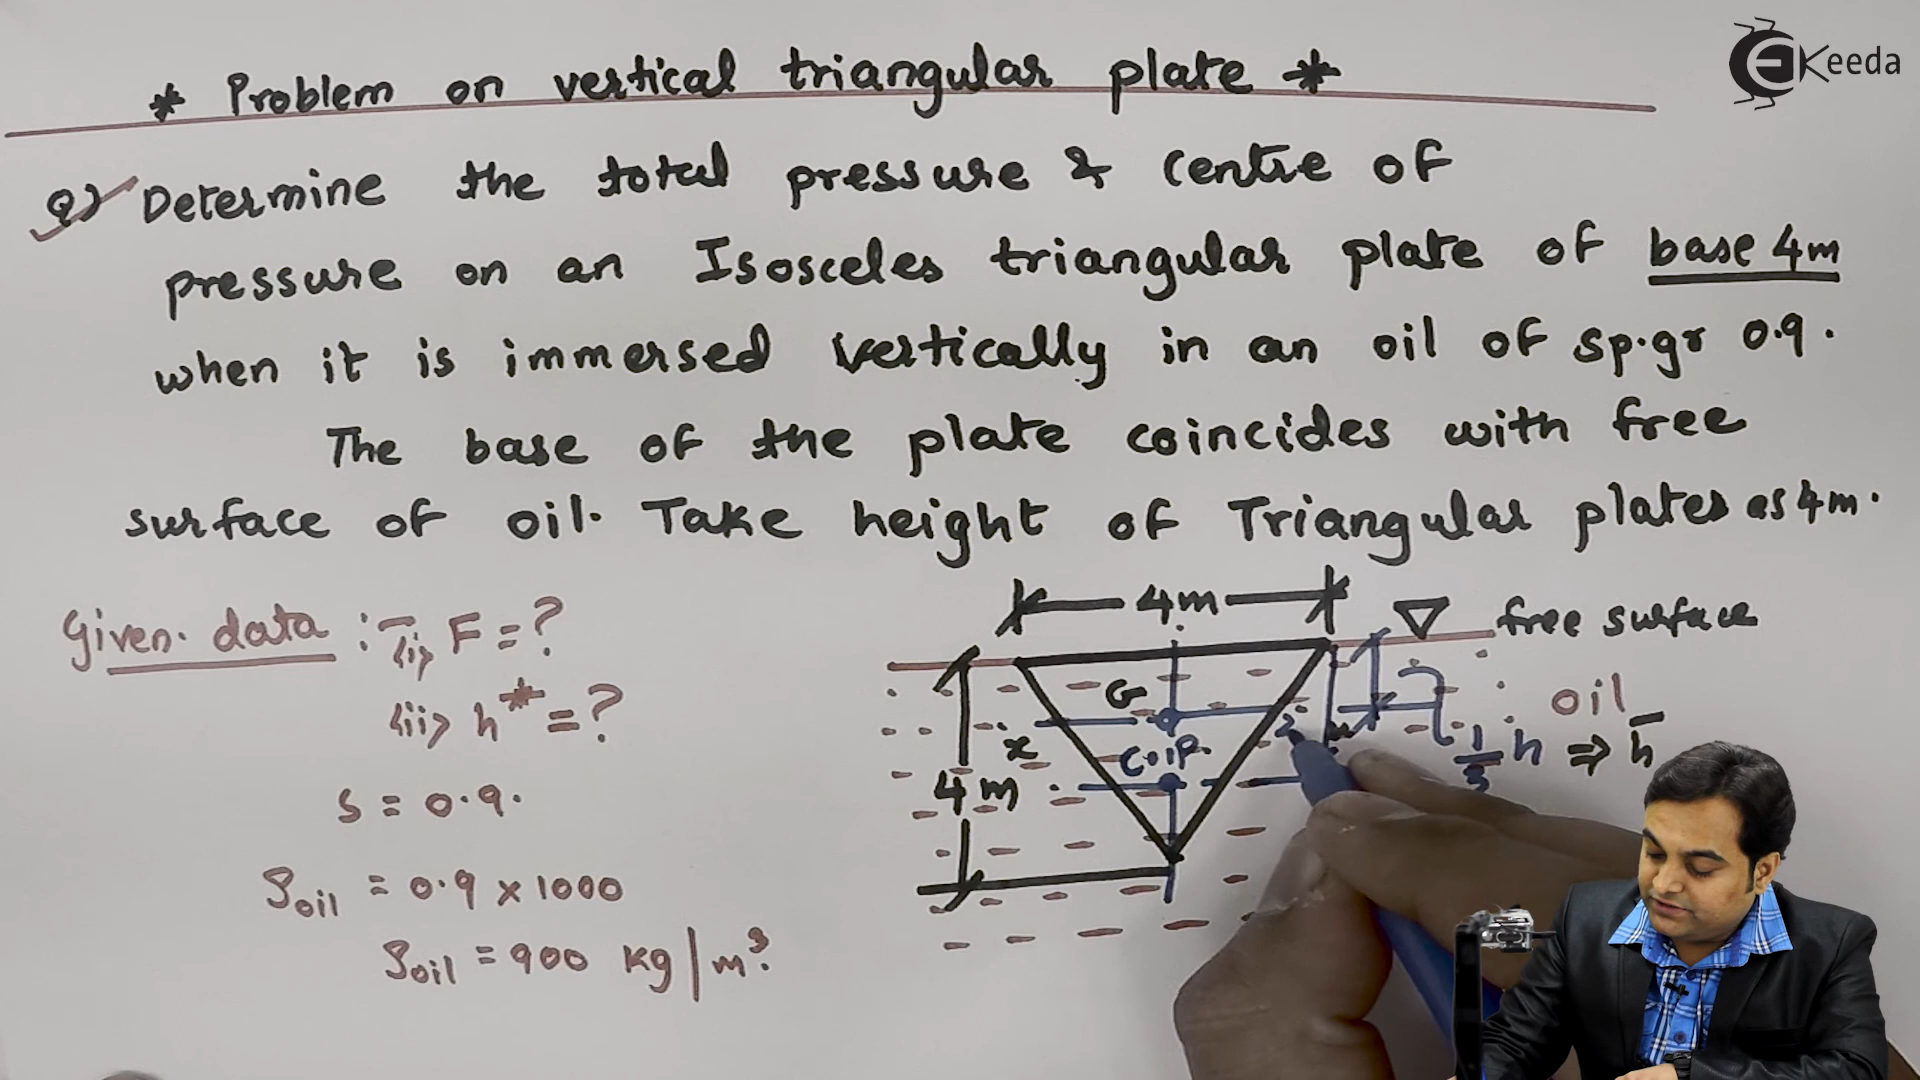 EKeeda
* Problem on vertical triangular plate *
Q) Determine the total pressure & centre of
pressure on an Isosceles triangular plate of base 4m
when it is immersed vertically in an oil of sp.gr 0.9.
The base of the plate coincides with free
surface of oil. Take height of Triangular plates as 4m.
Given data :- (i) F = ?
(ii) h* = ?
S = 0.9.
ρoil = 0.9 × 1000
ρoil = 900 kg/m³.
4m
free surface
G
oil
x
C.P.
1/3 h ⇒ h̄
4m